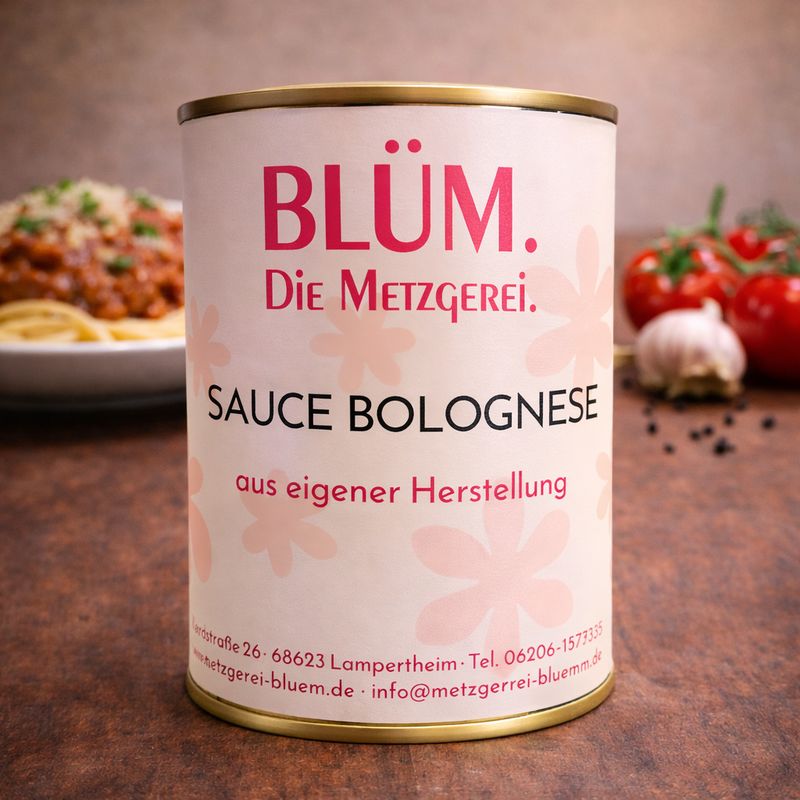 BLÜM.
Die Metzgerei.
SAUCE BOLOGNESE
aus eigener Herstellung
26 · 68623 Lampertheim · Tel. 06206-1577335
metzgerei-bluem.de · info@metzgerrei-bluemm.de